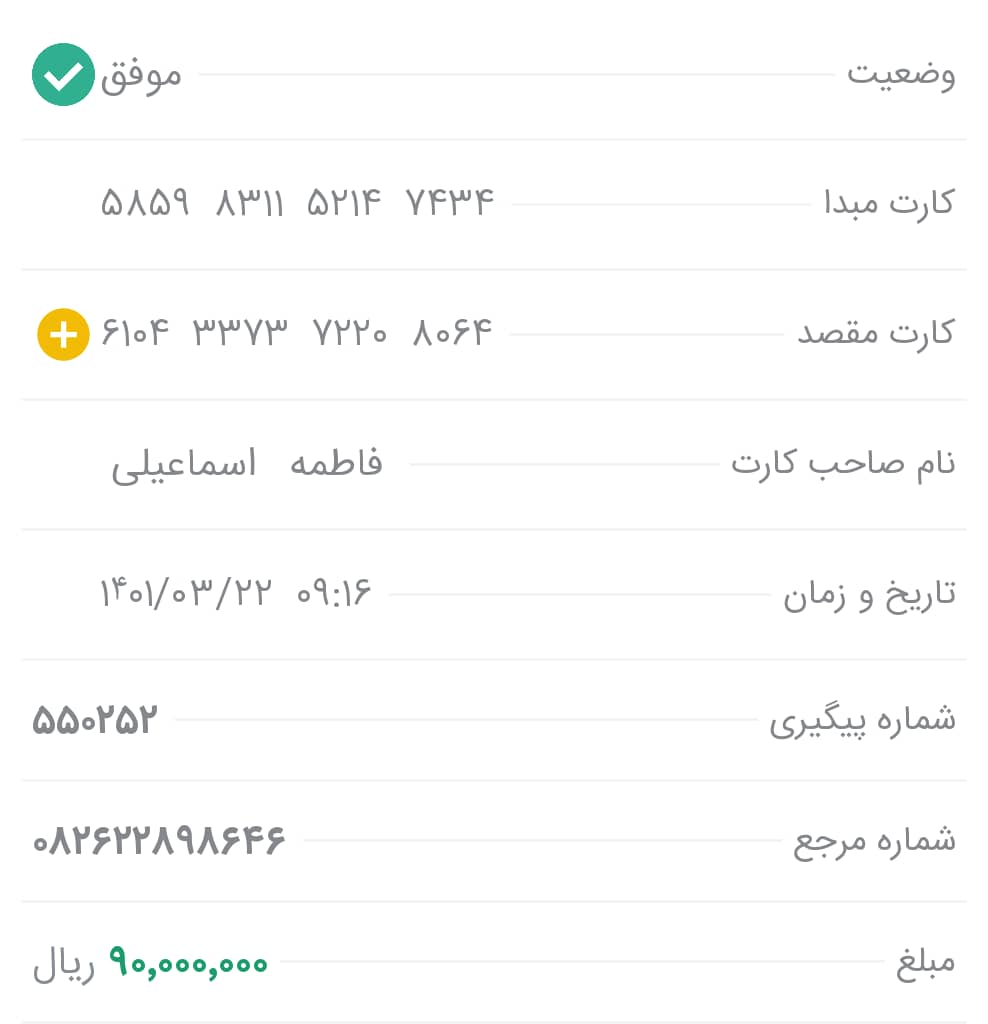 وضعیت موفق
کارت مبدا ۵۸۵۹ ۸۳۱۱ ۵۲۱۴ ۷۴۳۴
کارت مقصد ۶۱۰۴ ۳۳۷۳ ۷۲۲۰ ۸۰۶۴
نام صاحب کارت فاطمه اسماعیلی
تاریخ و زمان ۱۴۰۱/۰۳/۲۲ ۰۹:۱۶
شماره پیگیری ۵۵۰۲۵۲
شماره مرجع ۰۸۲۶۲۲۸۹۸۶۴۶
مبلغ ۹۰,۰۰۰,۰۰۰ ریال